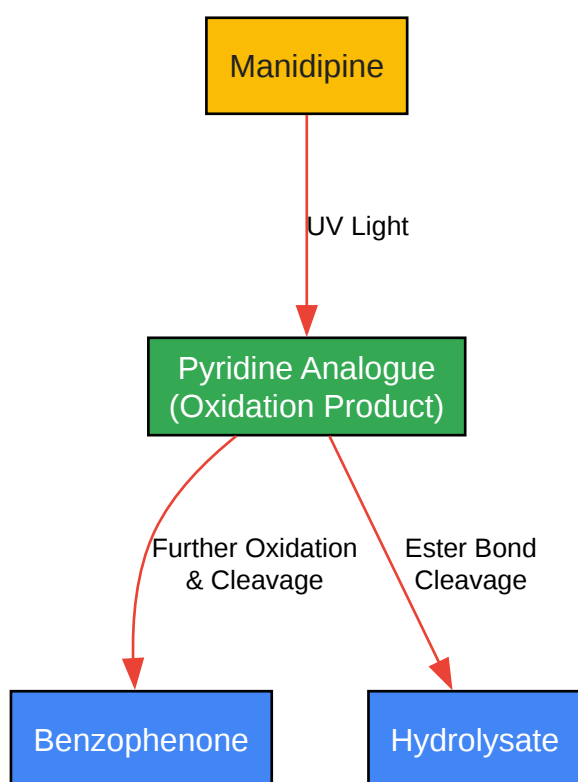 Manidipine
UV Light
Pyridine Analogue
(Oxidation Product)
Further Oxidation
& Cleavage
Ester Bond
Cleavage
Benzophenone
Hydrolysate